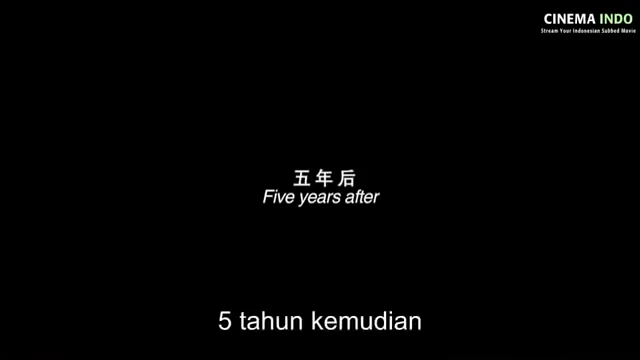 CINEMA INDO
Stream Your Indonesian Subbed Movie
五年后
Five years after
5 tahun kemudian